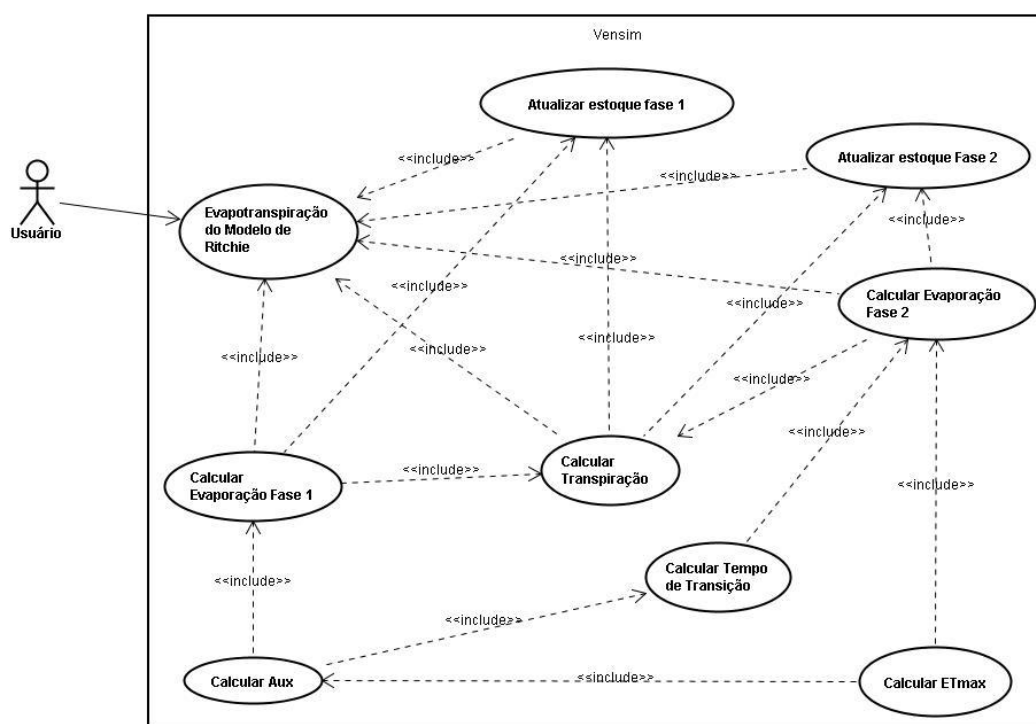 Vensim
Atualizar estoque fase 1
Atualizar estoque Fase 2
<<include>>
<<include>>
<<include>>
Usuário
Evapotranspiração
do Modelo de
Ritchie
<<include>>
<<include>>
<<include>>
Calcular Evaporação
Fase 2
<<include>>
<<include>>
<<include>>
<<include>>
<<include>>
Calcular
Evaporação Fase 1
<<include>>
Calcular
Transpiração
<<include>>
<<include>>
Calcular Tempo
de Transição
<<include>>
<<include>>
Calcular Aux
<<include>>
Calcular ETmax